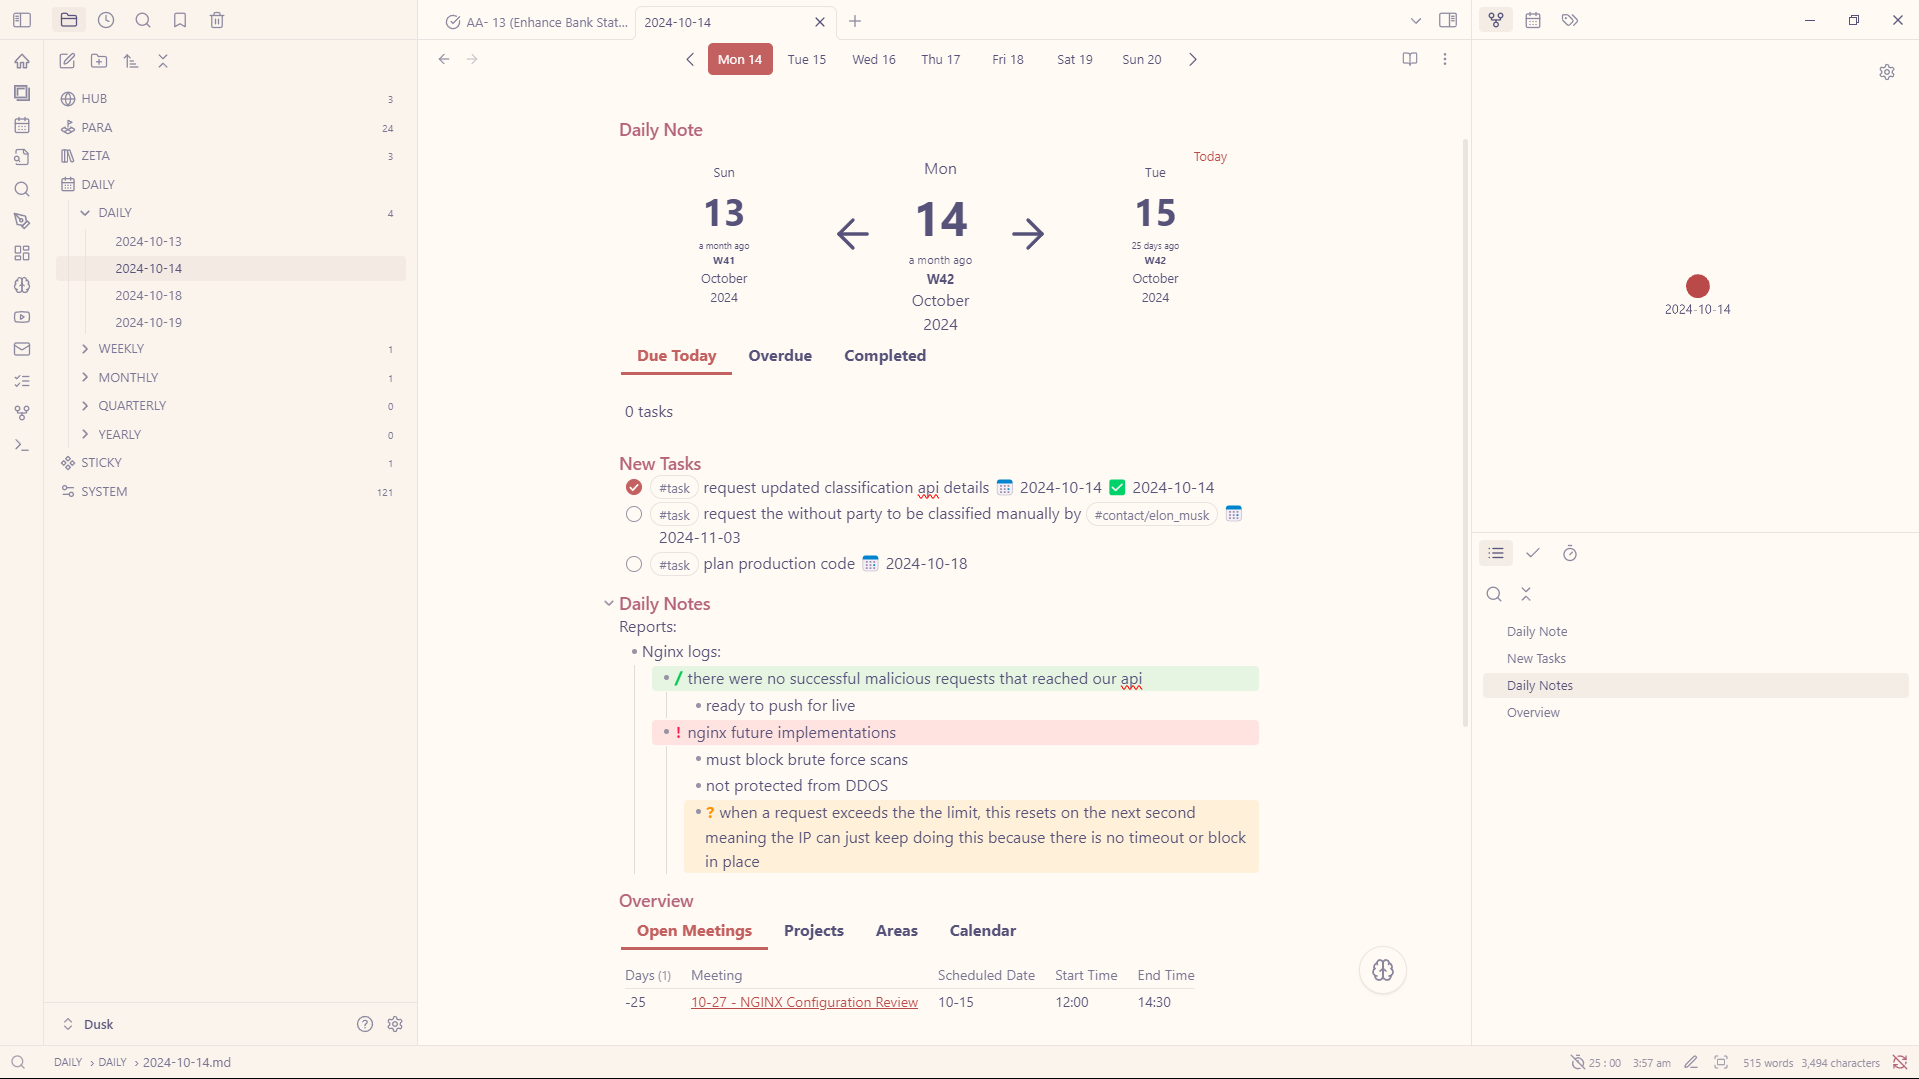 AA- 13 (Enhance Bank Stat...
2024-10-14
Mon 14
Tue 15
Wed 16
Thu 17
Fri 18
Sat 19
Sun 20
HUB 3
PARA 24
ZETA 3
DAILY
DAILY 4
2024-10-13
2024-10-14
2024-10-18
2024-10-19
WEEKLY 1
MONTHLY 1
QUARTERLY 0
YEARLY 0
STICKY 1
SYSTEM 121
Dusk
Daily Note
Today
Sun
13
a month ago
W41
October
2024
Mon
14
a month ago
W42
October
2024
Tue
15
25 days ago
W42
October
2024
Due Today
Overdue
Completed
0 tasks
New Tasks
#task request updated classification api details 📅 2024-10-14 ✅ 2024-10-14
#task request the without party to be classified manually by #contact/elon_musk 📅
2024-11-03
#task plan production code 📅 2024-10-18
Daily Notes
Reports:
• Nginx logs:
• / there were no successful malicious requests that reached our api
• ready to push for live
• ! nginx future implementations
• must block brute force scans
• not protected from DDOS
• ? when a request exceeds the the limit, this resets on the next second
meaning the IP can just keep doing this because there is no timeout or block
in place
Overview
Open Meetings
Projects
Areas
Calendar
Days (1) Meeting Scheduled Date Start Time End Time
-25 10-27 - NGINX Configuration Review 10-15 12:00 14:30
2024-10-14
Daily Note
New Tasks
Daily Notes
Overview
DAILY › DAILY › 2024-10-14.md
25 : 00
3:57 am
515 words
3,494 characters